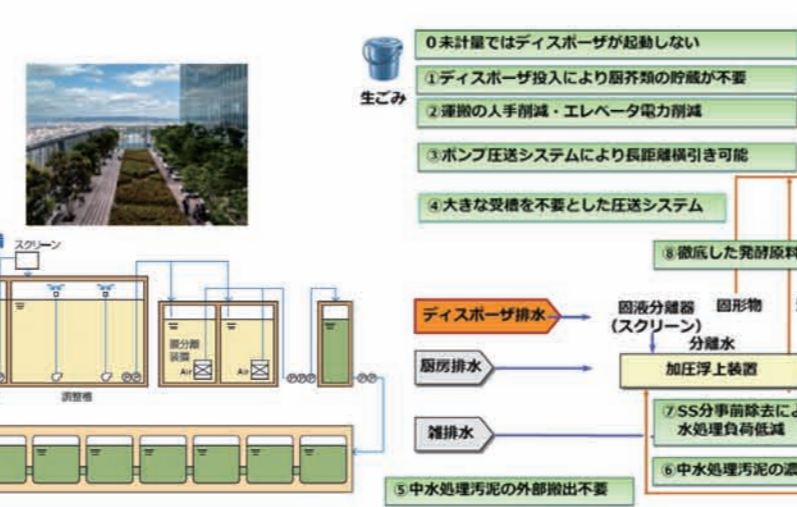 生ごみ
0未計量ではディスポーザが起動しない
①ディスポーザ投入により厨芥類の貯蔵が不要
②運搬の人手削減・エレベータ電力削減
③ポンプ圧送システムにより長距離横引き可能
④大きな受槽を不要とした圧送システム
⑧徹底した発酵原料
スクリーン
膜分離
装置
Air
Air
調整槽
ディスポーザ排水
固液分離器
(スクリーン)
固形物
分離水
厨房排水
加圧浮上装置
雑排水
⑦SS分事前除去によ
水処理負荷低減
⑥中水処理汚泥の濃
⑤中水処理汚泥の外部搬出不要